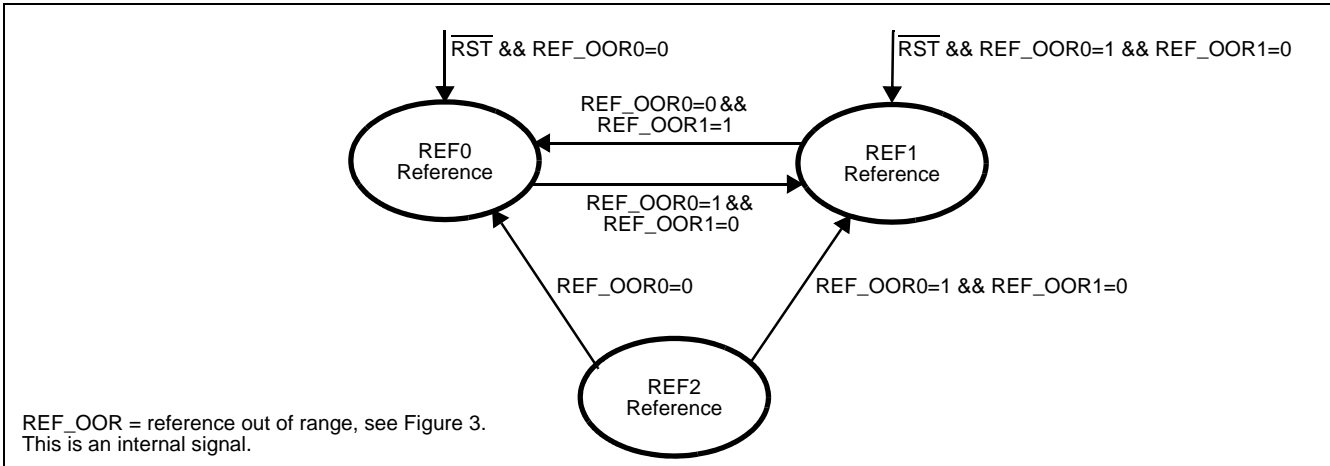 RST && REF_OOR0=0
RST && REF_OOR0=1 && REF_OOR1=0
REF_OOR0=0 &&
REF_OOR1=1
REF0
Reference
REF1
Reference
REF_OOR0=1 &&
REF_OOR1=0
REF_OOR0=0
REF_OOR0=1 && REF_OOR1=0
REF2
Reference
REF_OOR = reference out of range, see Figure 3.
This is an internal signal.